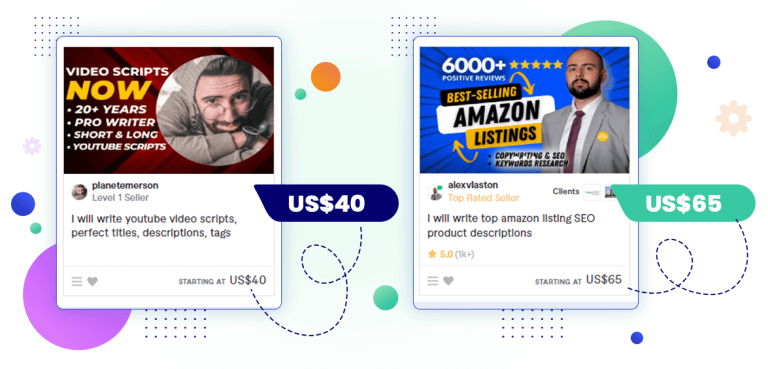 VIDEO SCRIPTS
NOW
• 20+ YEARS
• PRO WRITER
• SHORT & LONG
• YOUTUBE SCRIPTS
planetemerson
Level 1 Seller
I will write youtube video scripts,
perfect titles, descriptions, tags
STARTING AT US$40
US$40
6000+
POSITIVE REVIEWS
BEST-SELLING
AMAZON
LISTINGS
• COPYWRITING & SEO
• KEYWORDS RESEARCH
alexvlaston
Top Rated Seller
Clients
I will write top amazon listing SEO
product descriptions
5.0 (1k+)
STARTING AT US$65
US$65